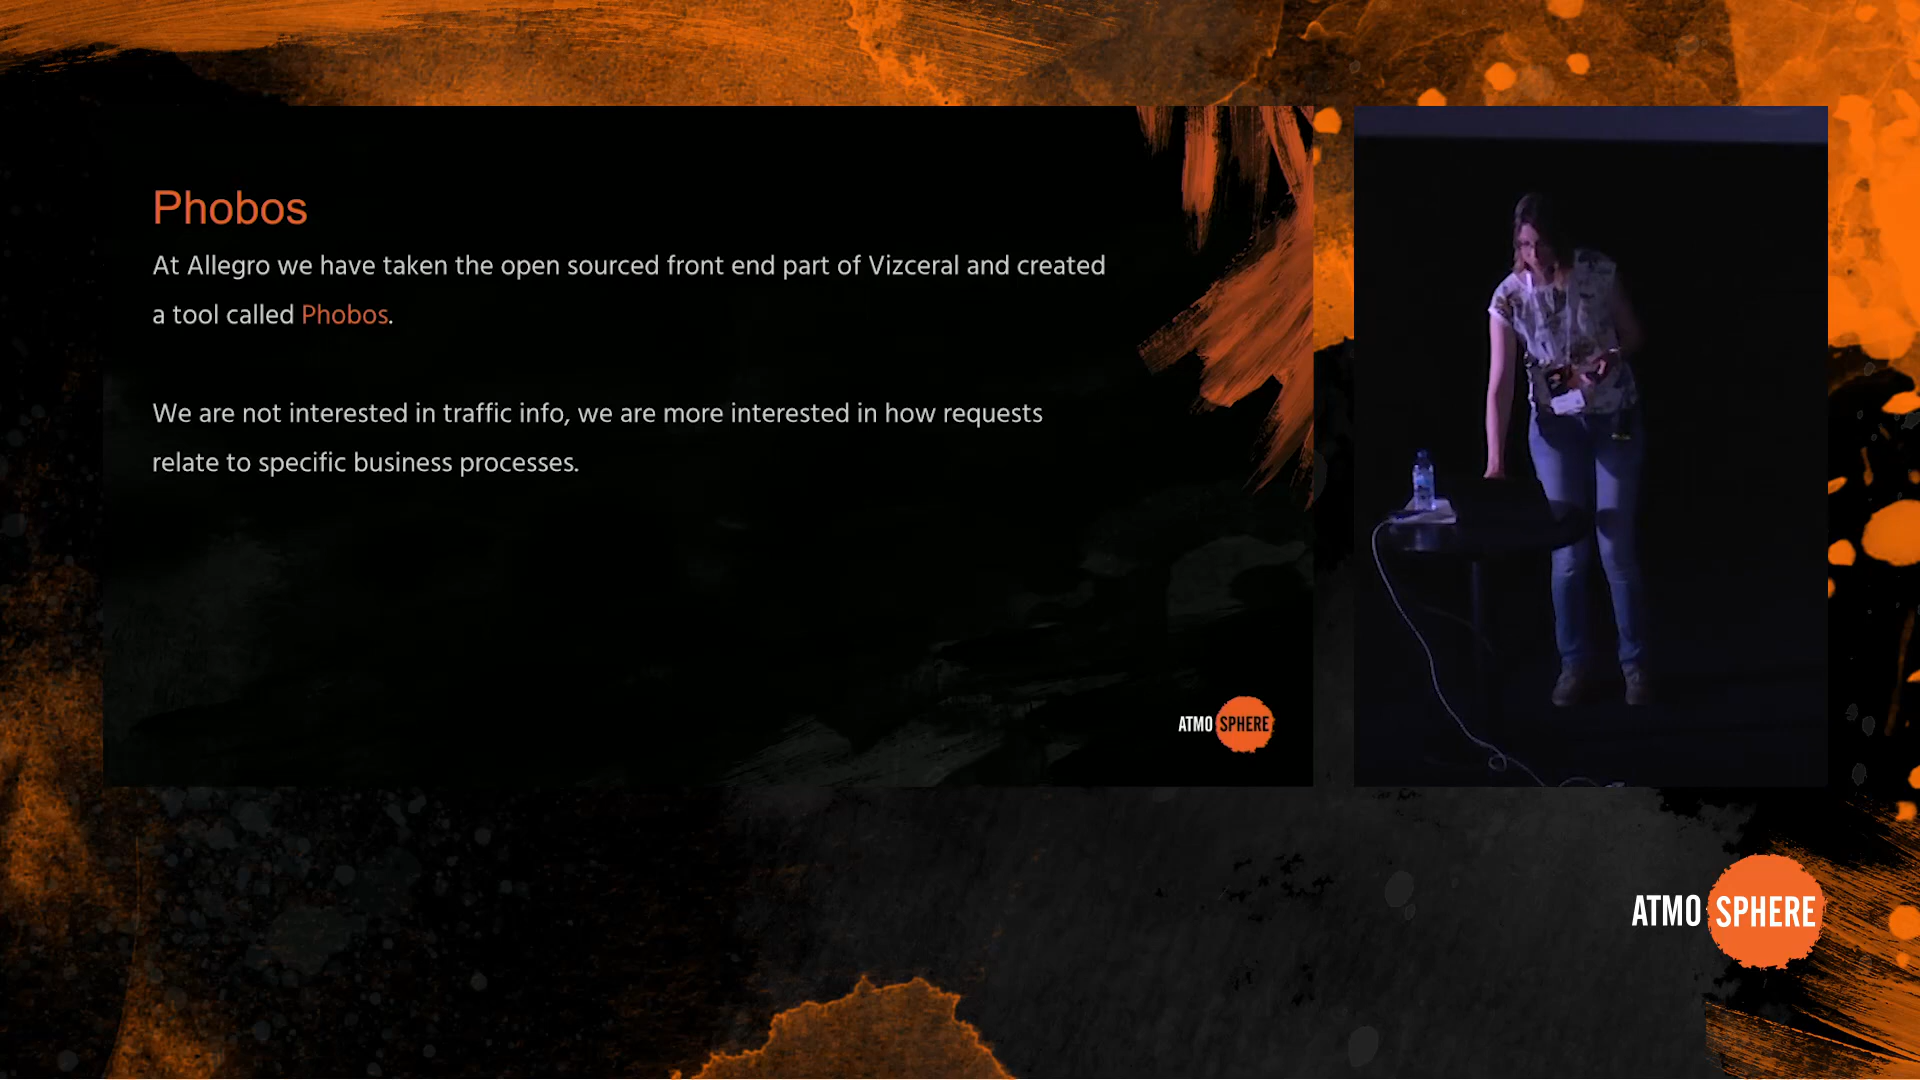 Phobos
At Allegro we have taken the open sourced front end part of Vizceral and created
a tool called Phobos.
We are not interested in traffic info, we are more interested in how requests
relate to specific business processes.
ATMO SPHERE
ATMO SPHERE